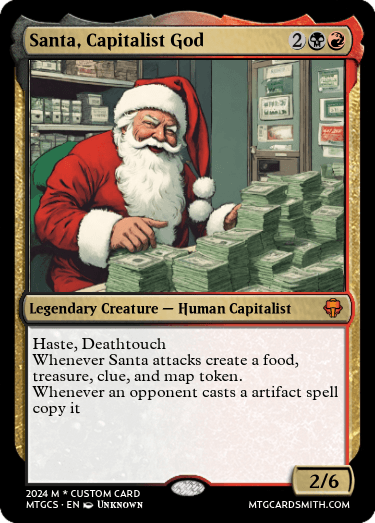 Santa, Capitalist God 2
Legendary Creature — Human Capitalist
Haste, Deathtouch
Whenever Santa attacks create a food,
treasure, clue, and map token.
Whenever an opponent casts a artifact spell
copy it
2/6
2024 M * CUSTOM CARD
MTGCS · EN Unknown
MTGCARDSMITH.COM